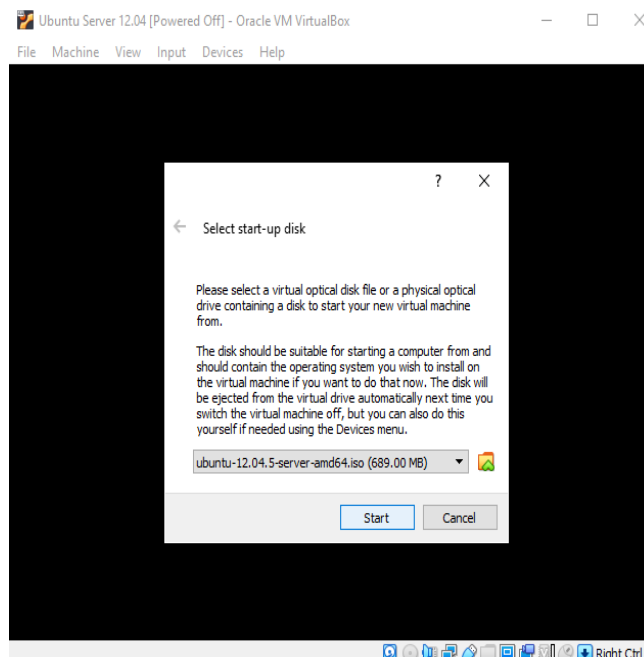 Ubuntu Server 12.04 [Powered Off] - Oracle VM VirtualBox
File Machine View Input Devices Help
?
Select start-up disk
Please select a virtual optical disk file or a physical optical
drive containing a disk to start your new virtual machine
from.
The disk should be suitable for starting a computer from and
should contain the operating system you wish to install on
the virtual machine if you want to do that now. The disk will
be ejected from the virtual drive automatically next time you
switch the virtual machine off, but you can also do this
yourself if needed using the Devices menu.
ubuntu-12.04.5-server-amd64.iso (689.00 MB)
Start Cancel
Right Ctrl